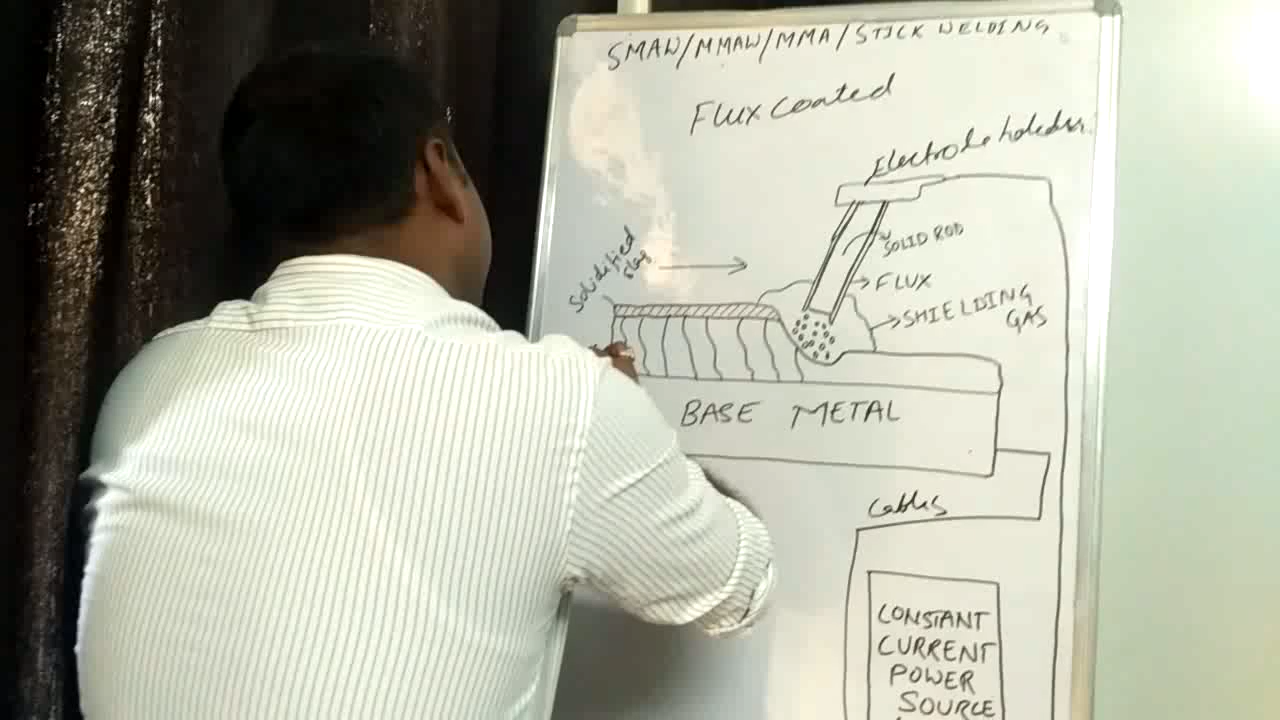 SMAW/MMAW/MMA/STICK WELDING
Flux coated
Electrode holder
SOLID ROD
FLUX
SHIELDING
GAS
Solidified
slag
BASE METAL
Cables
CONSTANT
CURRENT
POWER
SOURCE